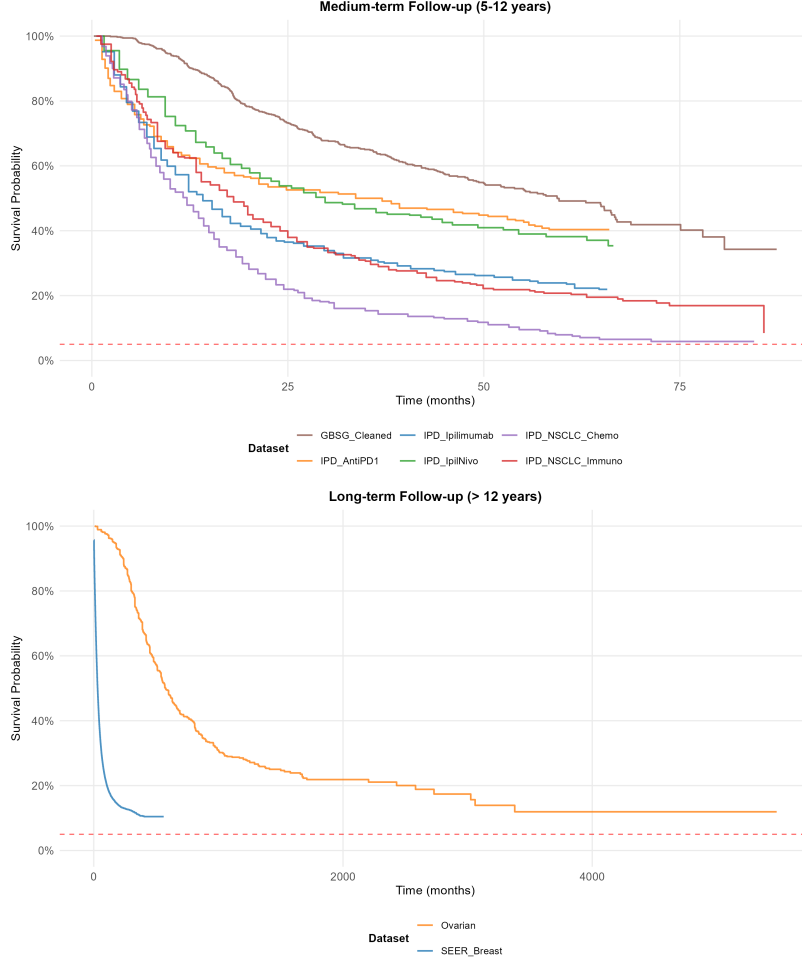 Medium-term Follow-up (5-12 years)
100%
80%
60%
40%
20%
0%
Survival Probability
0 25 50 75
Time (months)
Dataset
GBSG_Cleaned IPD_Ipilimumab IPD_NSCLC_Chemo
IPD_AntiPD1 IPD_IpilNivo IPD_NSCLC_Immuno
Long-term Follow-up (> 12 years)
100%
80%
60%
40%
20%
0%
Survival Probability
0 2000 4000
Time (months)
Dataset
Ovarian
SEER_Breast